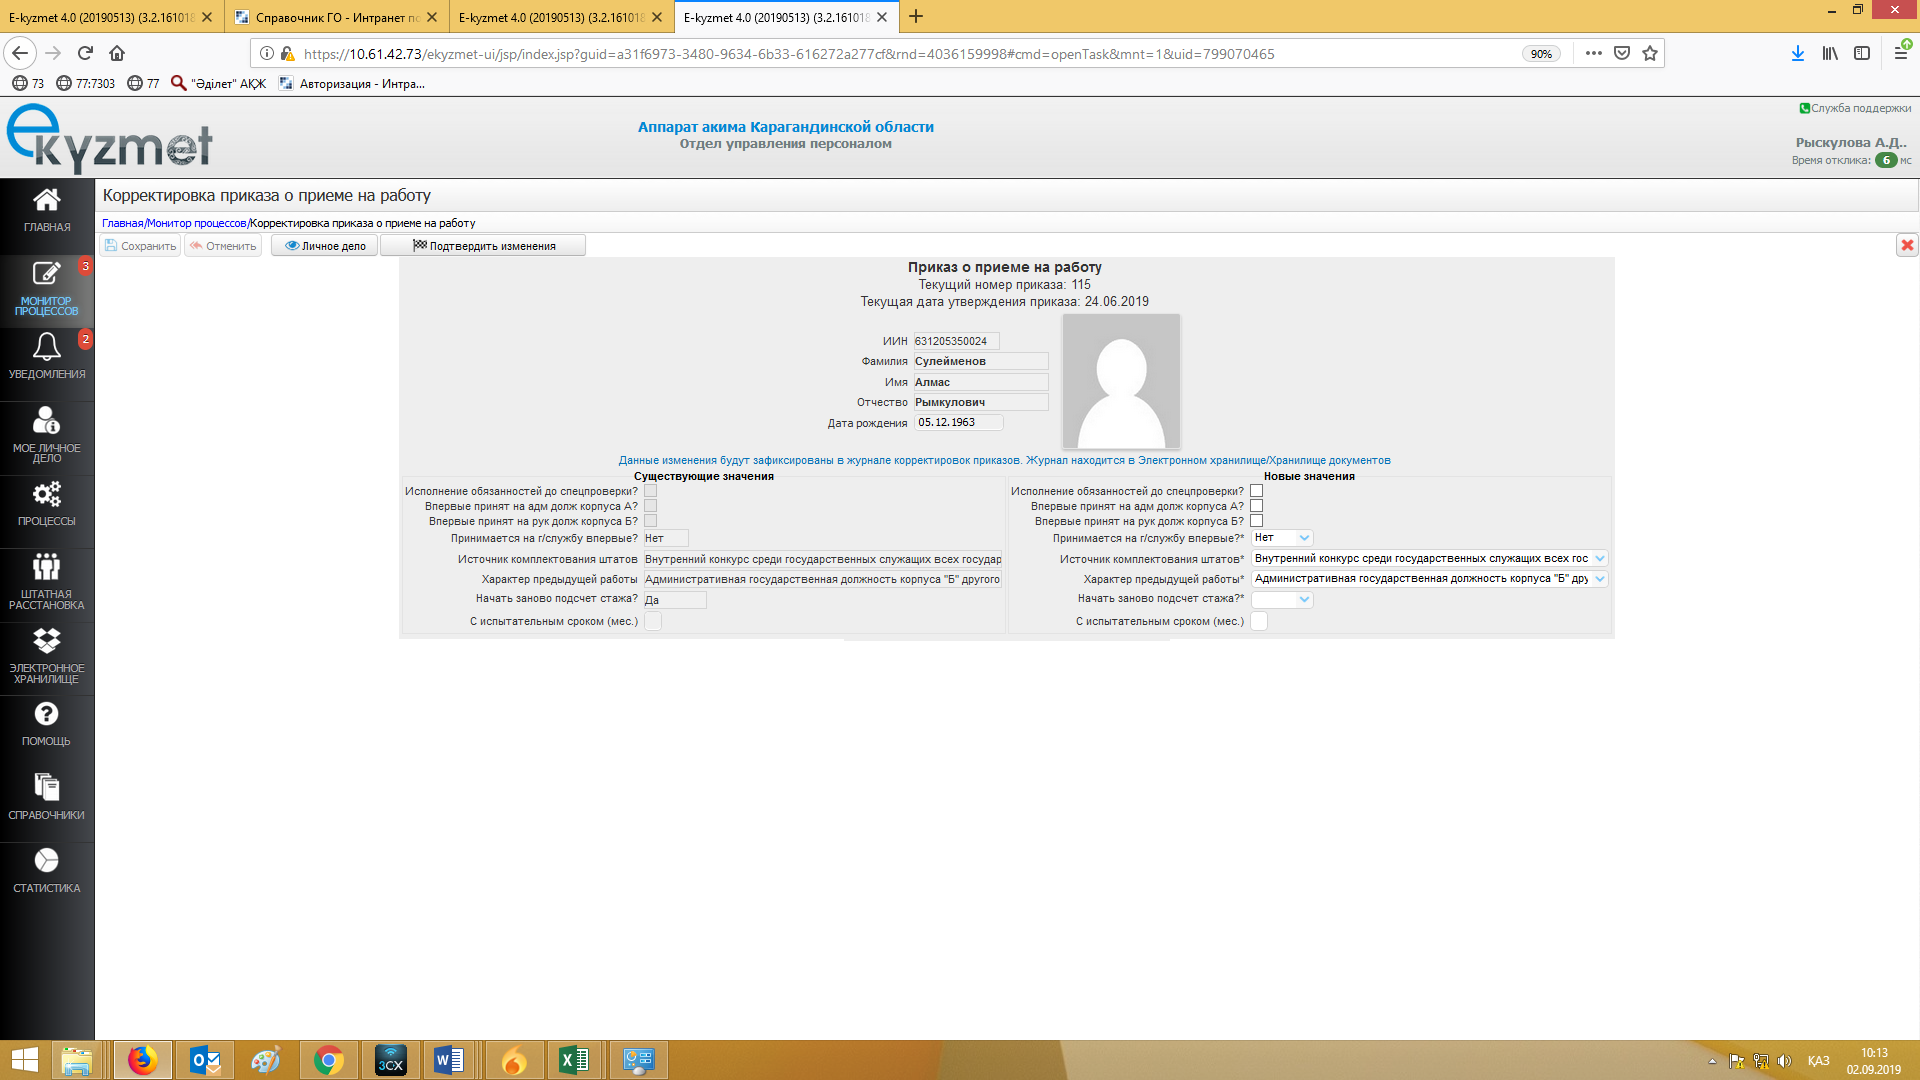 E-kyzmet 4.0 (20190513) (3.2.161018
Справочник ГО - Интранет по
E-kyzmet 4.0 (20190513) (3.2.161018
E-kyzmet 4.0 (20190513) (3.2.161018
https://10.61.42.73/ekyzmet-ui/jsp/index.jsp?guid=a31f6973-3480-9634-6b33-616272a277cf&rnd=4036159998#cmd=openTask&mnt=1&uid=799070465
90%
73
77:7303
77
"Әділет" АҚЖ
Авторизация - Интра...
ekyzmet
Аппарат акима Карагандинской области
Отдел управления персоналом
Служба поддержки
Рыскулова А.Д..
Время отклика: 6 мс
Корректировка приказа о приеме на работу
Главная/Монитор процессов/Корректировка приказа о приеме на работу
Сохранить
Отменить
Личное дело
Подтвердить изменения
ГЛАВНАЯ
3
МОНИТОР
ПРОЦЕССОВ
2
УВЕДОМЛЕНИЯ
МОЕ ЛИЧНОЕ
ДЕЛО
ПРОЦЕССЫ
ШТАТНАЯ
РАССТАНОВКА
ЭЛЕКТРОННОЕ
ХРАНИЛИЩЕ
ПОМОЩЬ
СПРАВОЧНИКИ
СТАТИСТИКА
Приказ о приеме на работу
Текущий номер приказа: 115
Текущая дата утверждения приказа: 24.06.2019
ИИН 631205350024
Фамилия Сулейменов
Имя Алмас
Отчество Рымкулович
Дата рождения 05.12.1963
Данные изменения будут зафиксированы в журнале корректировок приказов. Журнал находится в Электронном хранилище/Хранилище документов
Существующие значения
Исполнение обязанностей до спецпроверки?
Впервые принят на адм долж корпуса А?
Впервые принят на рук долж корпуса Б?
Принимается на г/службу впервые? Нет
Источник комплектования штатов Внутренний конкурс среди государственных служащих всех государ
Характер предыдущей работы Административная государственная должность корпуса "Б" другого
Начать заново подсчет стажа? Да
С испытательным сроком (мес.)
Новые значения
Исполнение обязанностей до спецпроверки?
Впервые принят на адм долж корпуса А?
Впервые принят на рук долж корпуса Б?
Принимается на г/службу впервые?* Нет
Источник комплектования штатов* Внутренний конкурс среди государственных служащих всех гос
Характер предыдущей работы* Административная государственная должность корпуса "Б" дру
Начать заново подсчет стажа?*
С испытательным сроком (мес.)
3CX
ҚАЗ
10:13
02.09.2019